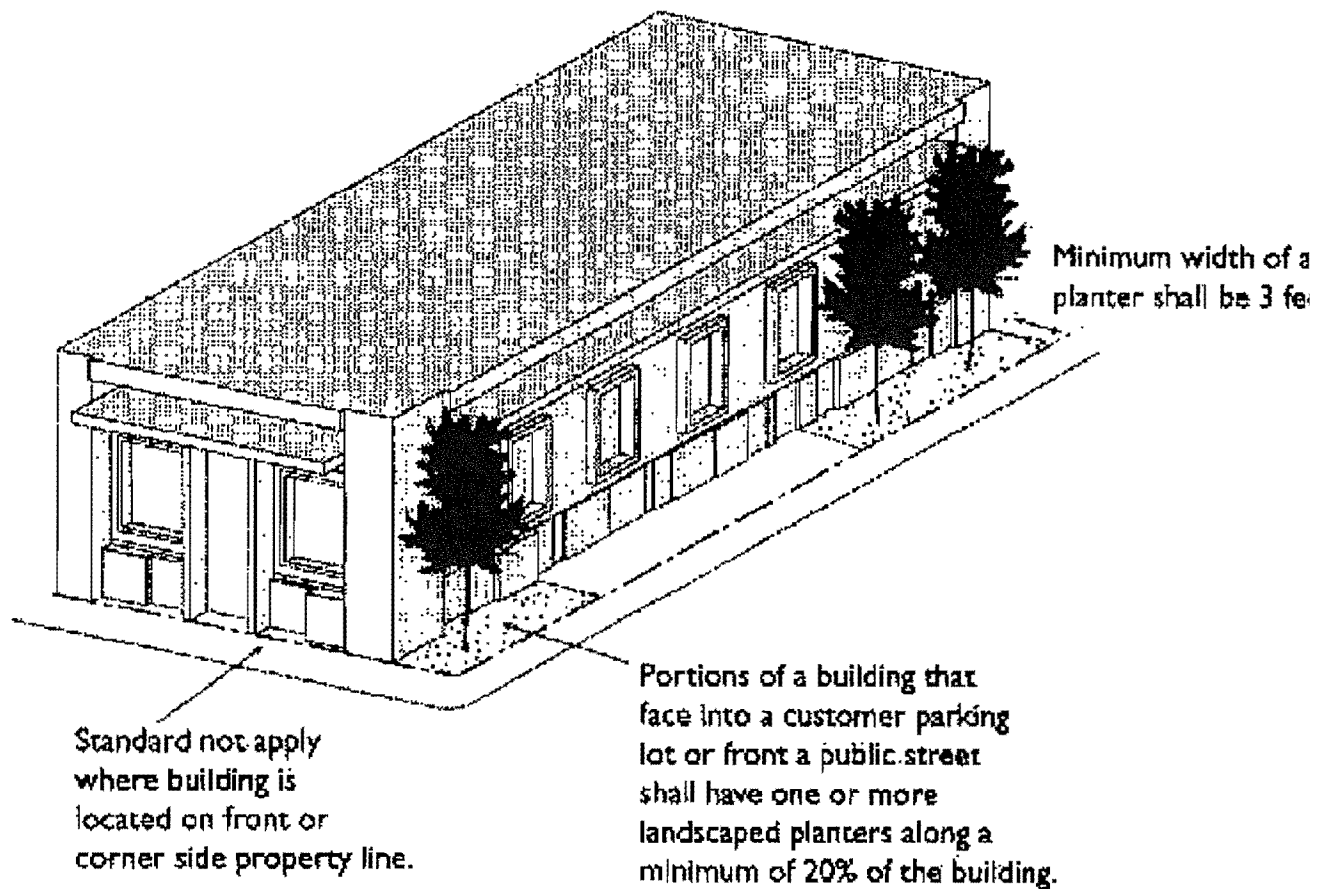 Minimum width of a
planter shall be 3
Portions of a building that
face into a customer parking
lot or front a public street
shall have one or more
landscaped planters along a
minimum of 20% of the building.
Standard not apply
where building is
located on front or
corner side property line.